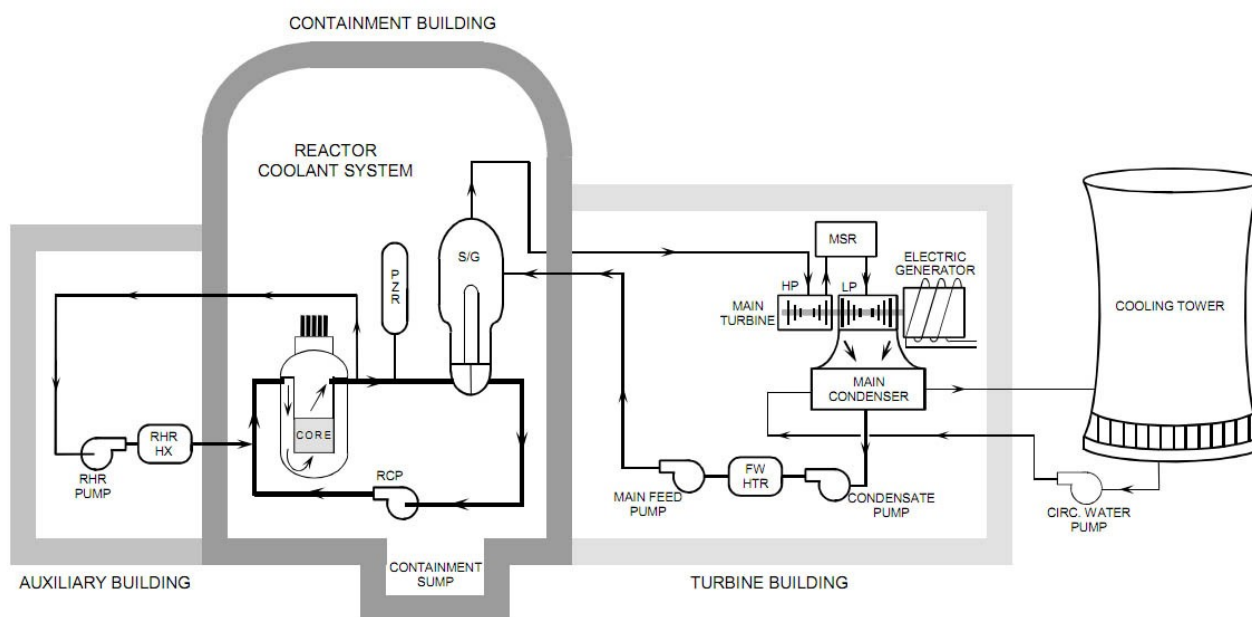 CONTAINMENT BUILDING
REACTOR
COOLANT SYSTEM
S/G
PZR
MSR
ELECTRIC
GENERATOR
HP
LP
MAIN
TURBINE
COOLING TOWER
MAIN
CONDENSER
CORE
RHR
HX
RHR
PUMP
RCP
FW
HTR
MAIN FEED
PUMP
CONDENSATE
PUMP
CIRC. WATER
PUMP
CONTAINMENT
SUMP
AUXILIARY BUILDING
TURBINE BUILDING